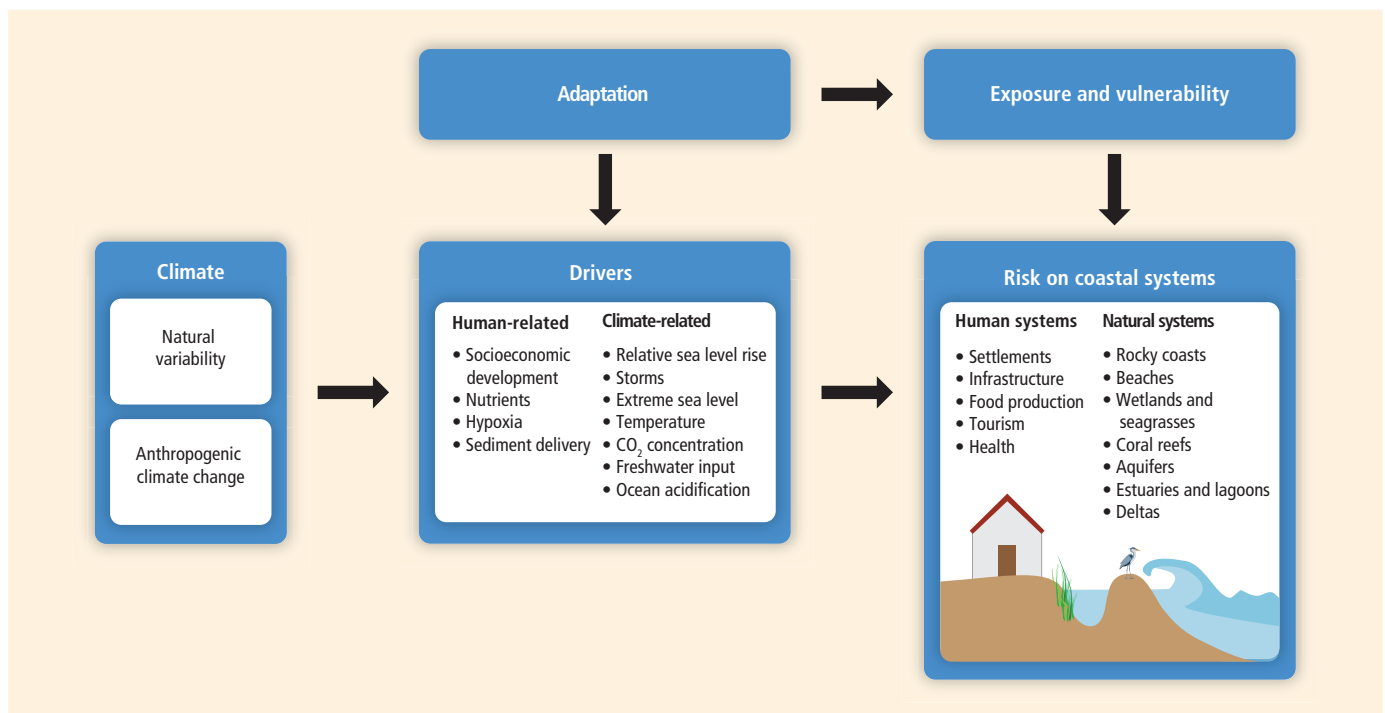 Adaptation
Exposure and vulnerability
Climate
Natural
variability
Anthropogenic
climate change
Drivers
Human-related
• Socioeconomic
development
• Nutrients
• Hypoxia
• Sediment delivery
Climate-related
• Relative sea level rise
• Storms
• Extreme sea level
• Temperature
• CO₂ concentration
• Freshwater input
• Ocean acidification
Risk on coastal systems
Human systems
• Settlements
• Infrastructure
• Food production
• Tourism
• Health
Natural systems
• Rocky coasts
• Beaches
• Wetlands and
seagrasses
• Coral reefs
• Aquifers
• Estuaries and lagoons
• Deltas